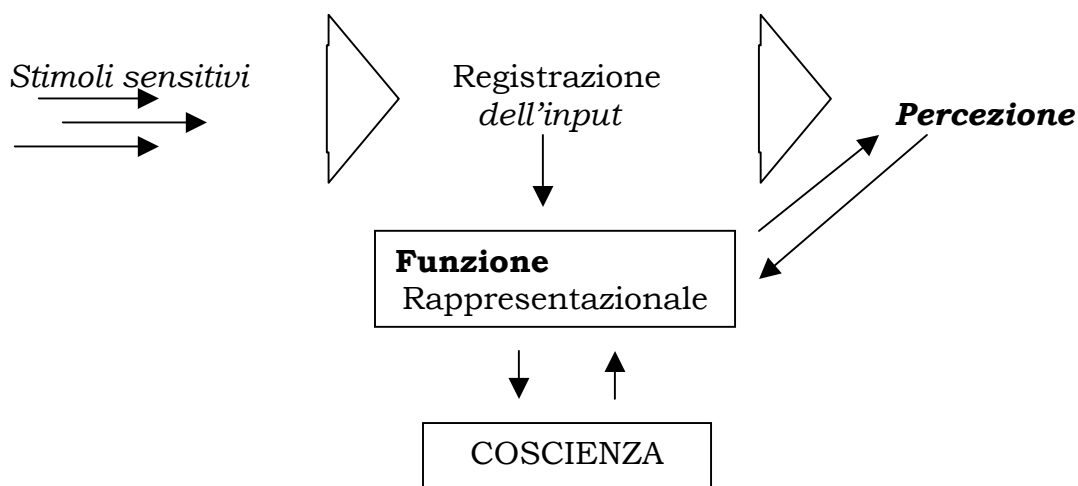 Stimoli sensitivi
Registrazione
dell'input
Percezione
Funzione
Rappresentazionale
COSCIENZA